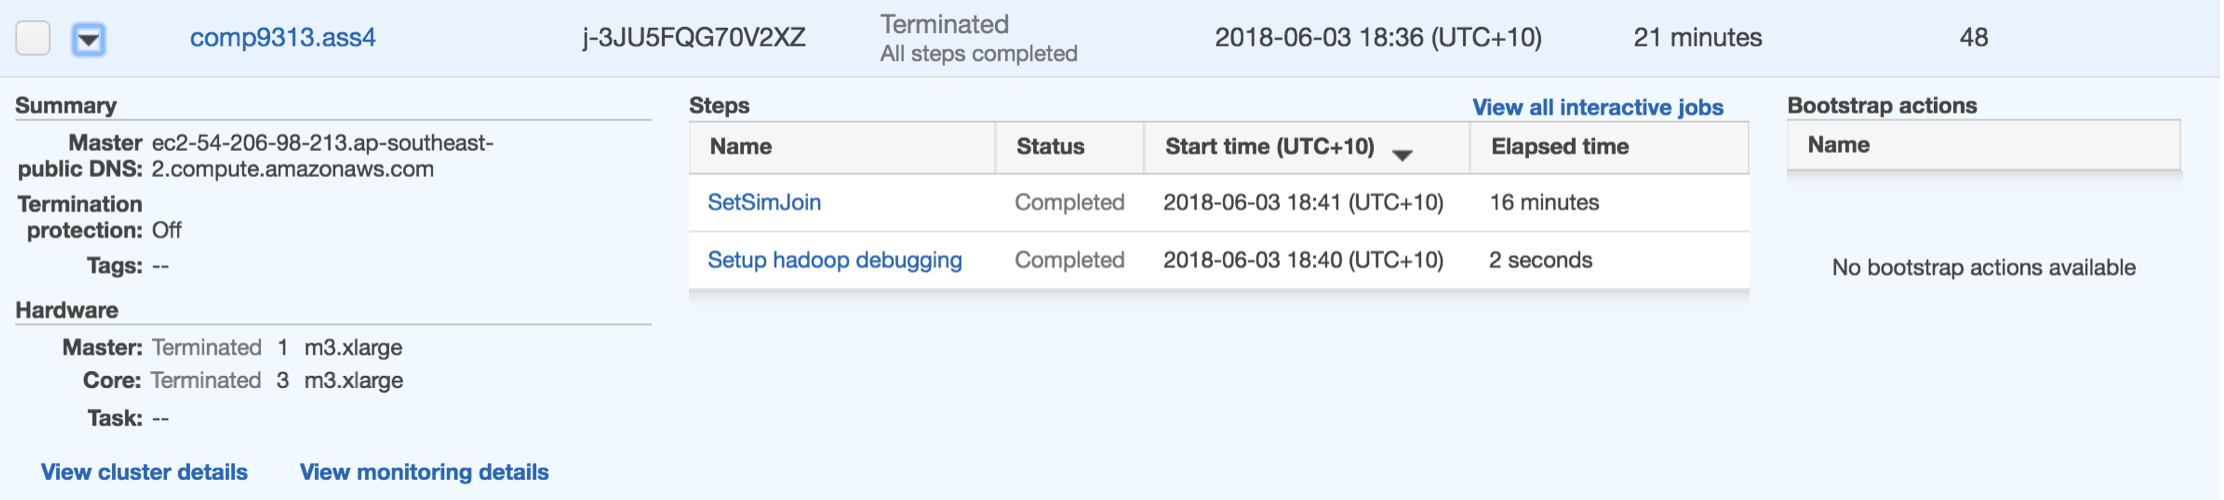 comp9313.ass4 j-3JU5FQG70V2XZ Terminated 2018-06-03 18:36 (UTC+10) 21 minutes 48
All steps completed
Summary
Master ec2-54-206-98-213.ap-southeast-
public DNS: 2.compute.amazonaws.com
Termination
protection: Off
Tags: --
Hardware
Master: Terminated 1 m3.xlarge
Core: Terminated 3 m3.xlarge
Task: --
View cluster details View monitoring details
Steps View all interactive jobs
Name Status Start time (UTC+10) Elapsed time
SetSimJoin Completed 2018-06-03 18:41 (UTC+10) 16 minutes
Setup hadoop debugging Completed 2018-06-03 18:40 (UTC+10) 2 seconds
Bootstrap actions
Name
No bootstrap actions available